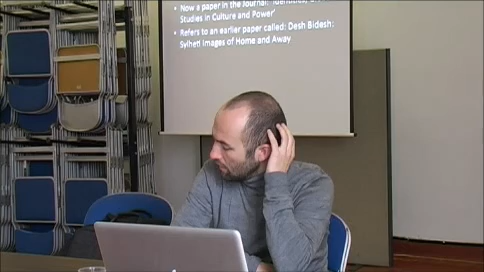 • Now a paper in the Journal: 'Identities,
Studies in Culture and Power'
• Refers to an earlier paper called: Desh Bidesh:
Sylheti Images of Home and Away